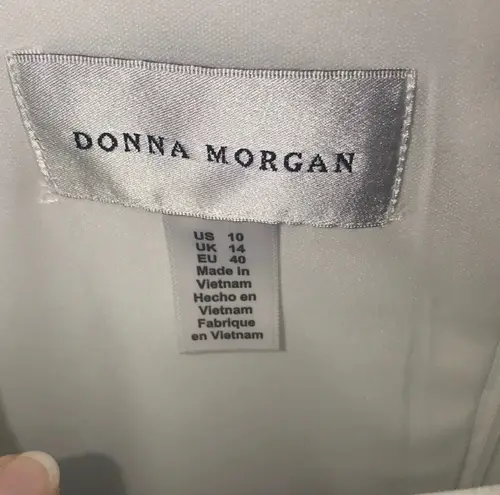 DONNA MORGAN
US 10
UK 14
EU 40
Made in
Vietnam
Hecho en
Vietnam
Fabrique
en Vietnam